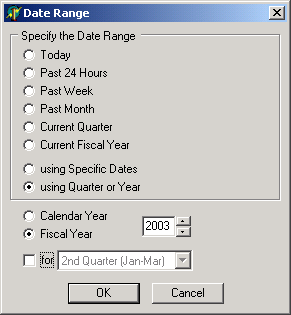 Date Range
Specify the Date Range
Today
Past 24 Hours
Past Week
Past Month
Current Quarter
Current Fiscal Year
using Specific Dates
using Quarter or Year
Calendar Year
Fiscal Year
2003
for 2nd Quarter (Jan-Mar)
OK Cancel